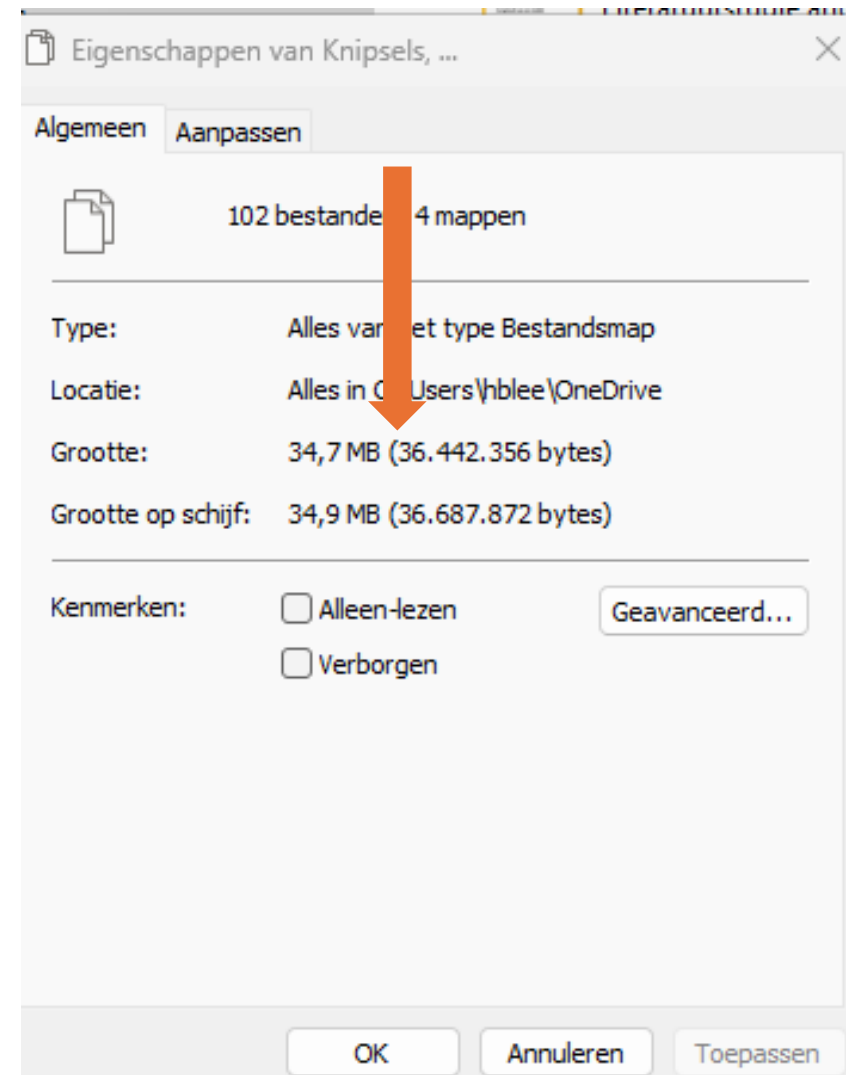 Eigenschappen van Knipsels, ...
Algemeen Aanpassen
102 bestande 4 mappen
Type: Alles van et type Bestandsmap
Locatie: Alles in C Users\hblee\OneDrive
Grootte: 34,7 MB (36.442.356 bytes)
Grootte op schijf: 34,9 MB (36.687.872 bytes)
Kenmerken: Alleen-lezen Geavanceerd...
Verborgen
OK Annuleren Toepassen